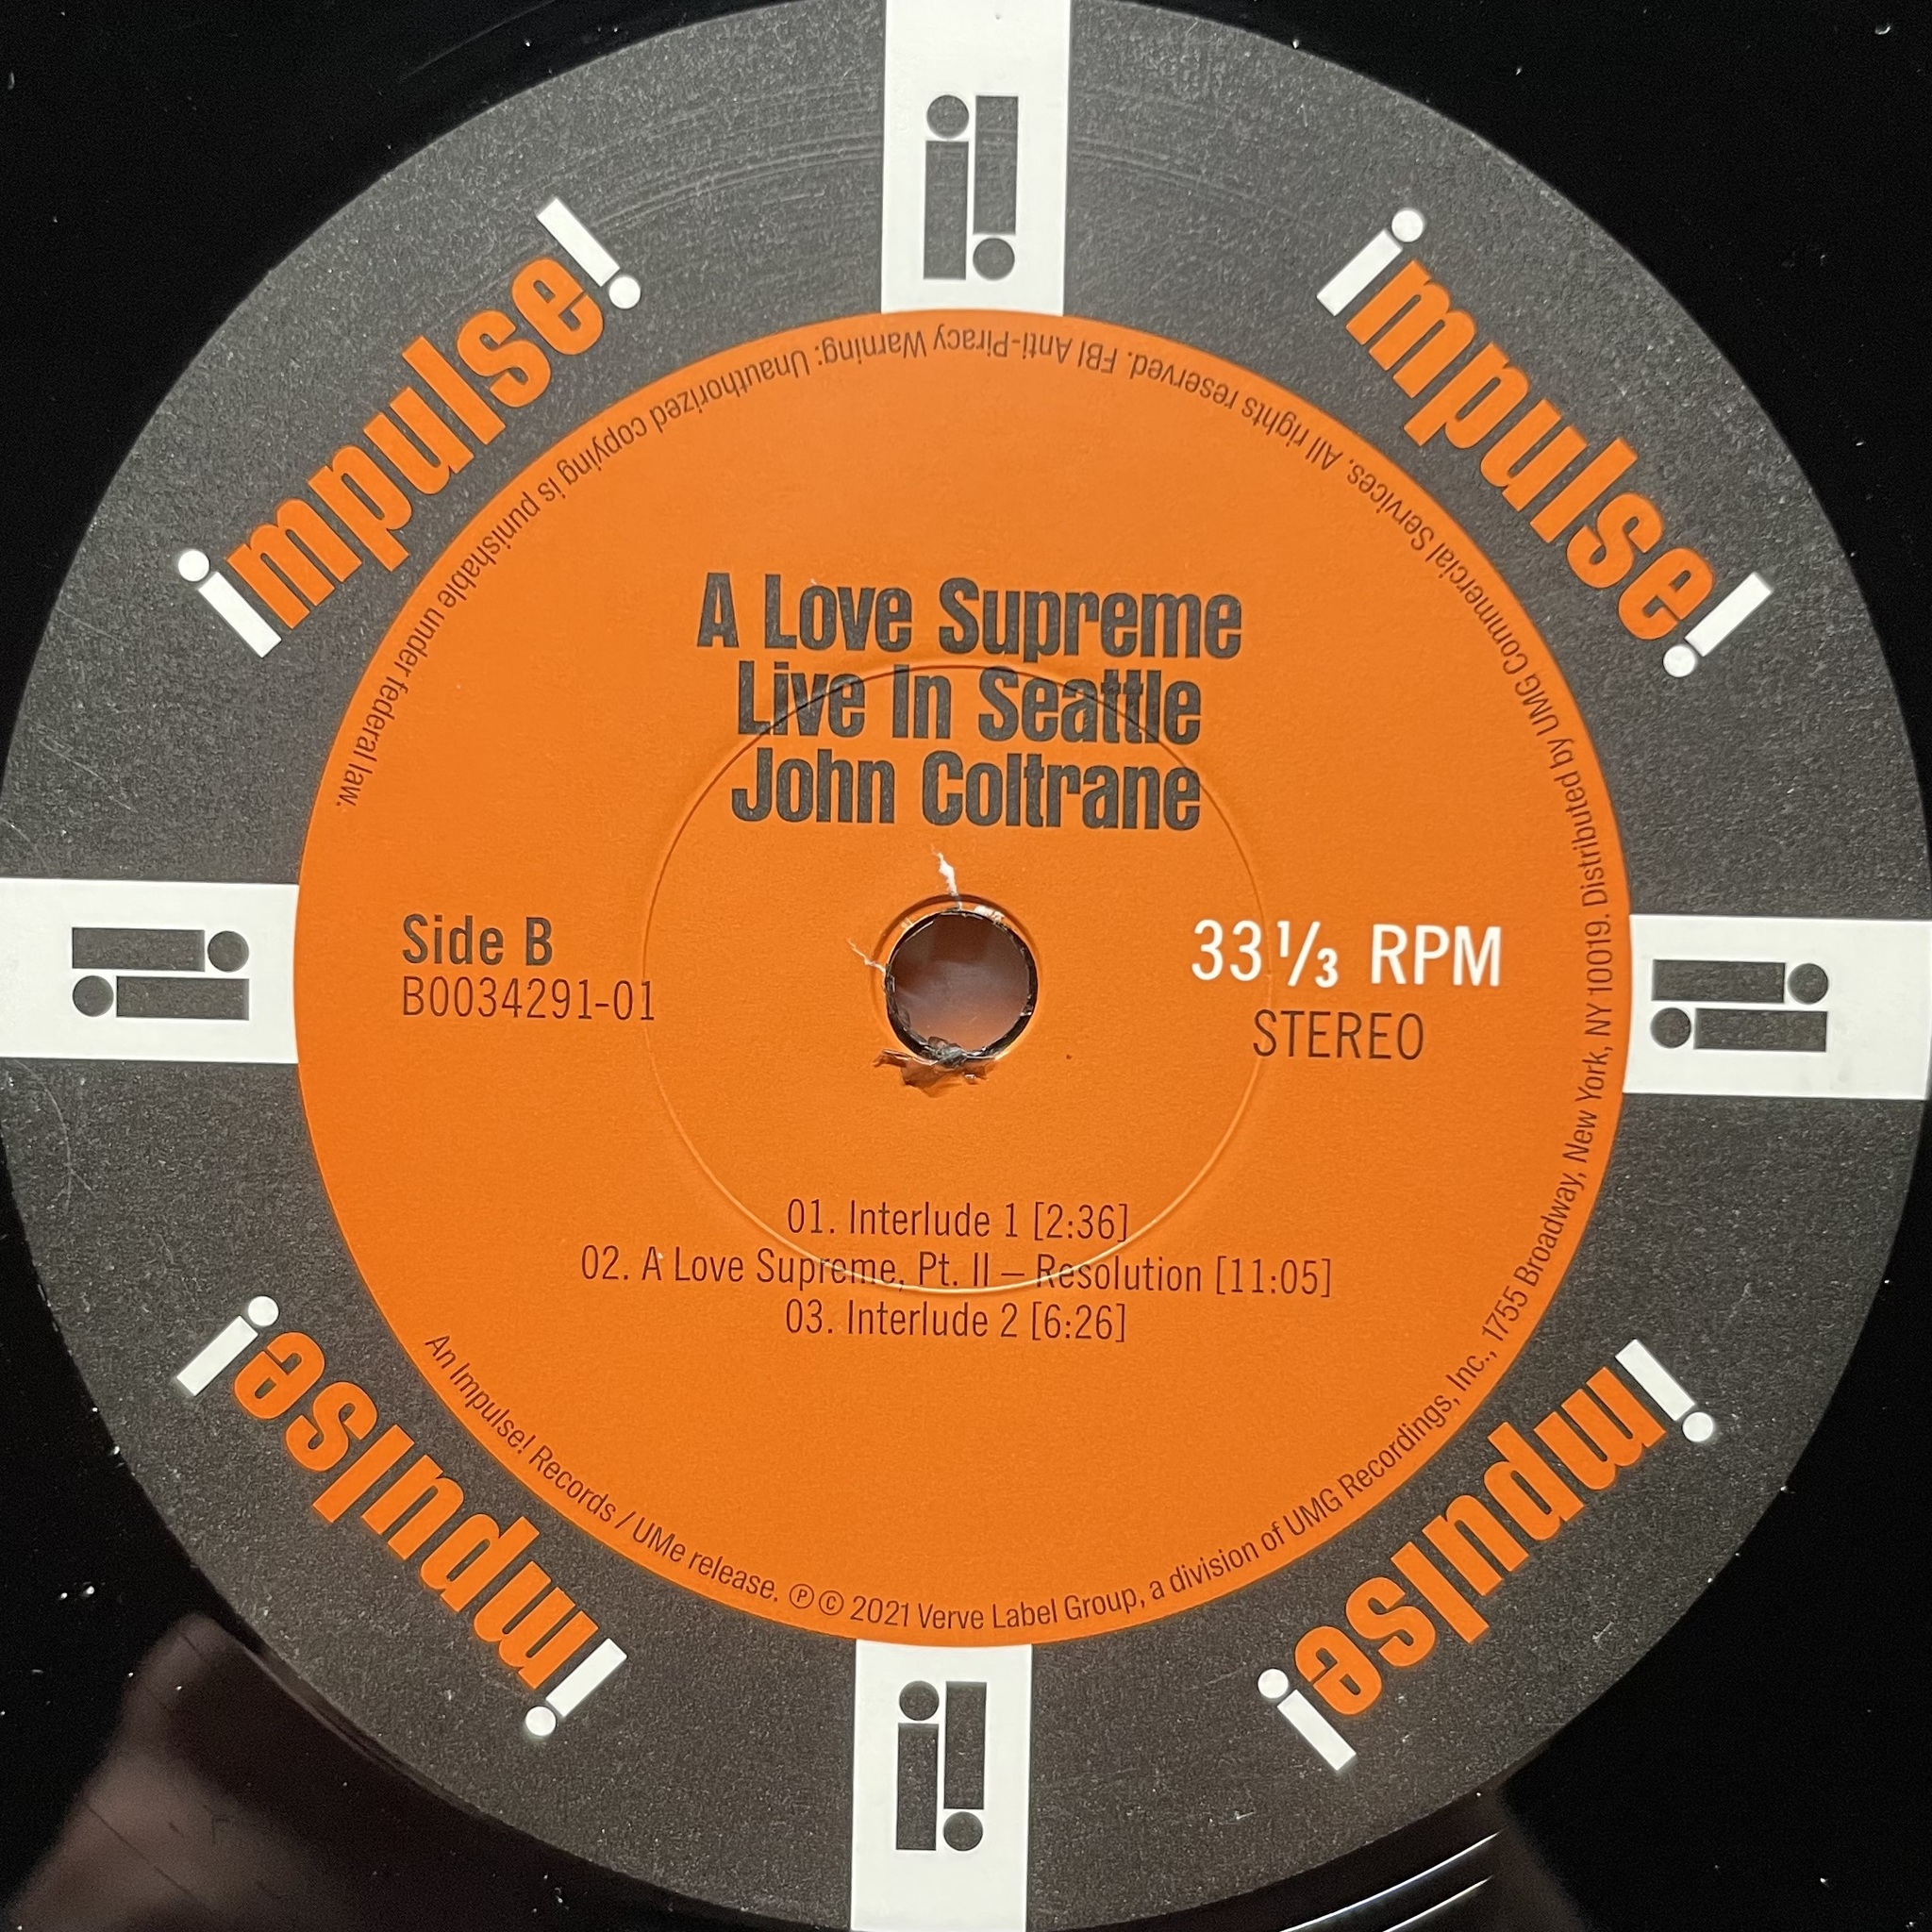 impulse!
impulse!
A Love Supreme
Live In Seattle
John Coltrane
Side B
B0034291-01
33 1/3 RPM
STEREO
01. Interlude 1 [2:36]
02. A Love Supreme, Pt. II – Resolution [11:05]
03. Interlude 2 [6:26]
An Impulse! Records / UMe release. ℗ © 2021 Verve Label Group, a division of UMG Recordings, Inc., 1755 Broadway, New York, NY 10019. Distributed by UMG Commercial Services. All rights reserved. FBI Anti-Piracy Warning: Unauthorized copying is punishable under federal law.
impulse!
impulse!